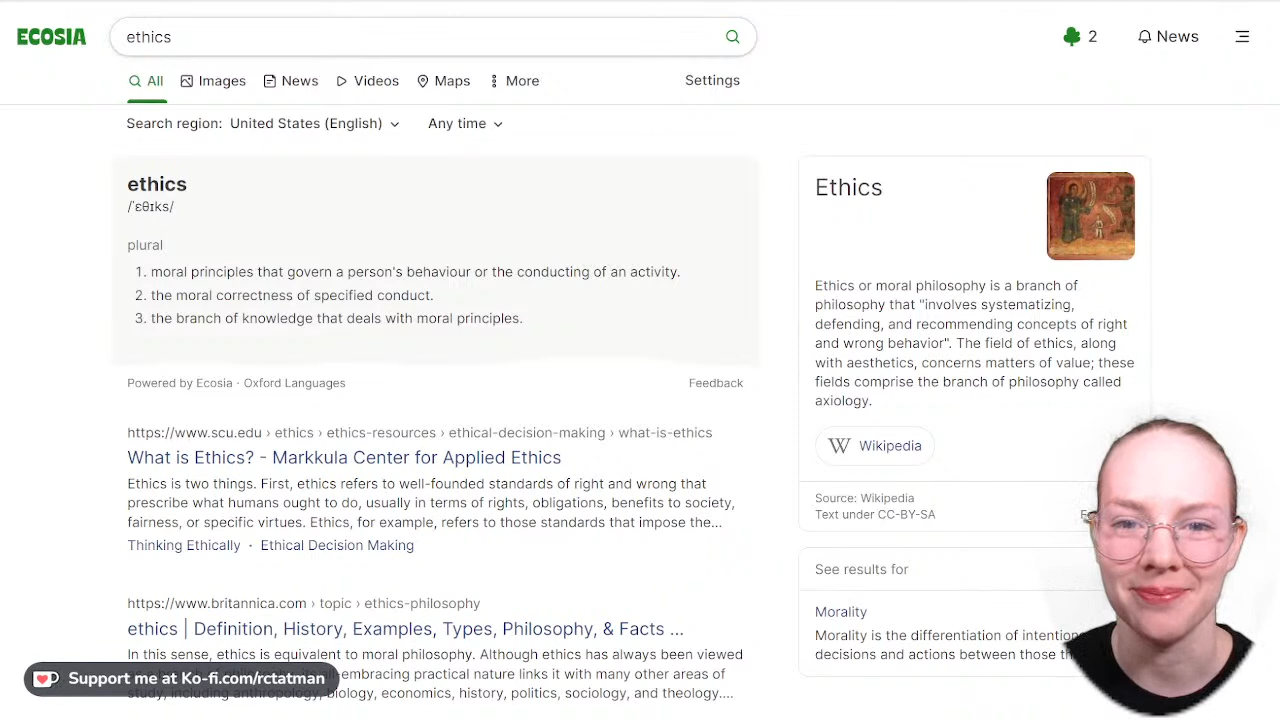 ECOSIA
ethics
2
News
All
Images
News
Videos
Maps
More
Settings
Search region: United States (English)
Any time
ethics
/ˈɛθɪks/
plural
1. moral principles that govern a person's behaviour or the conducting of an activity.
2. the moral correctness of specified conduct.
3. the branch of knowledge that deals with moral principles.
Powered by Ecosia · Oxford Languages
Feedback
https://www.scu.edu › ethics › ethics-resources › ethical-decision-making › what-is-ethics
What is Ethics? - Markkula Center for Applied Ethics
Ethics is two things. First, ethics refers to well-founded standards of right and wrong that
prescribe what humans ought to do, usually in terms of rights, obligations, benefits to society,
fairness, or specific virtues. Ethics, for example, refers to those standards that impose the...
Thinking Ethically · Ethical Decision Making
https://www.britannica.com › topic › ethics-philosophy
ethics | Definition, History, Examples, Types, Philosophy, & Facts ...
In this sense, ethics is equivalent to moral philosophy. Although ethics has always been viewed
embracing practical nature links it with many other areas of
study, including anthropology, biology, economics, history, politics, sociology, and theology....
Support me at Ko-fi.com/rctatman
Ethics
Ethics or moral philosophy is a branch of
philosophy that "involves systematizing,
defending, and recommending concepts of right
and wrong behavior". The field of ethics, along
with aesthetics, concerns matters of value; these
fields comprise the branch of philosophy called
axiology.
W Wikipedia
Source: Wikipedia
Text under CC-BY-SA
See results for
Morality
Morality is the differentiation of
decisions and actions between